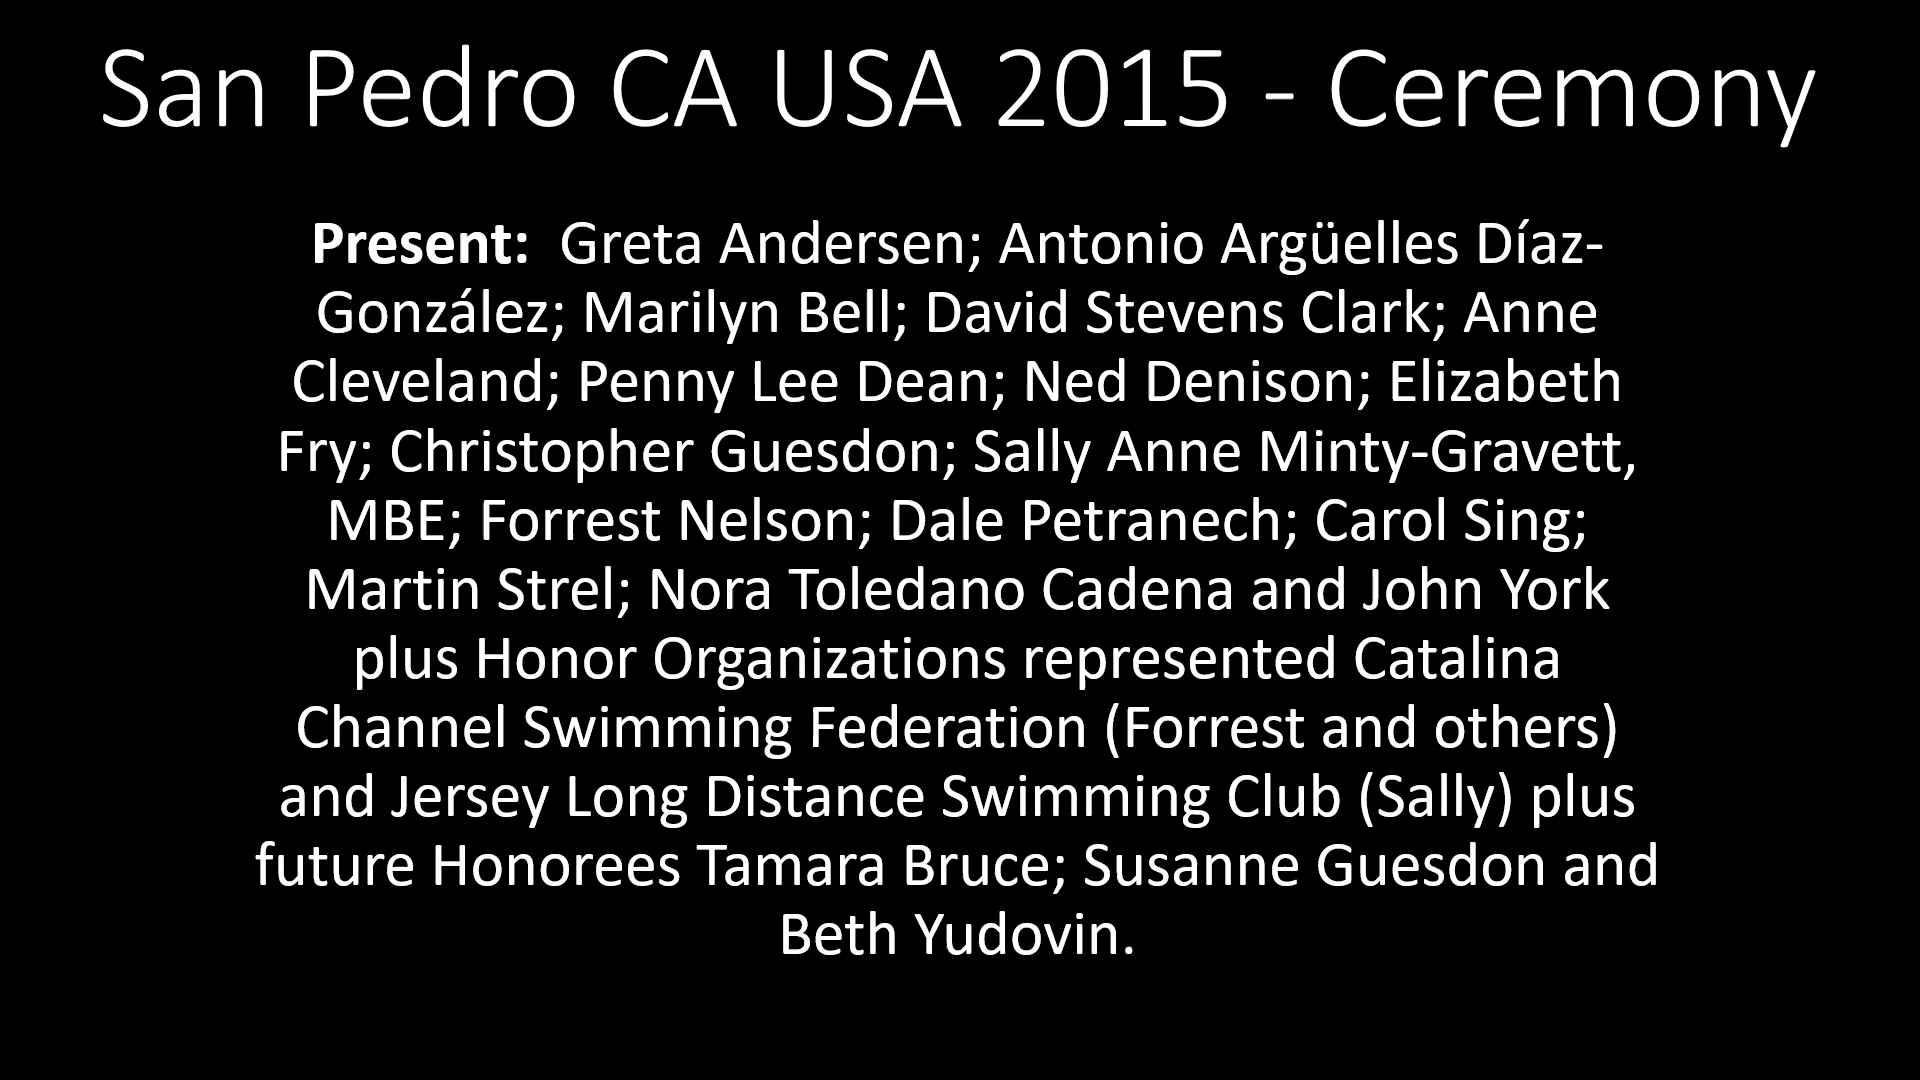 San Pedro CA USA 2015 - Ceremony
Present:  Greta Andersen; Antonio Argüelles Díaz-
González; Marilyn Bell; David Stevens Clark; Anne
Cleveland; Penny Lee Dean; Ned Denison; Elizabeth
Fry; Christopher Guesdon; Sally Anne Minty-Gravett,
MBE; Forrest Nelson; Dale Petranech; Carol Sing;
Martin Strel; Nora Toledano Cadena and John York
plus Honor Organizations represented Catalina
Channel Swimming Federation (Forrest and others)
and Jersey Long Distance Swimming Club (Sally) plus
future Honorees Tamara Bruce; Susanne Guesdon and
Beth Yudovin.